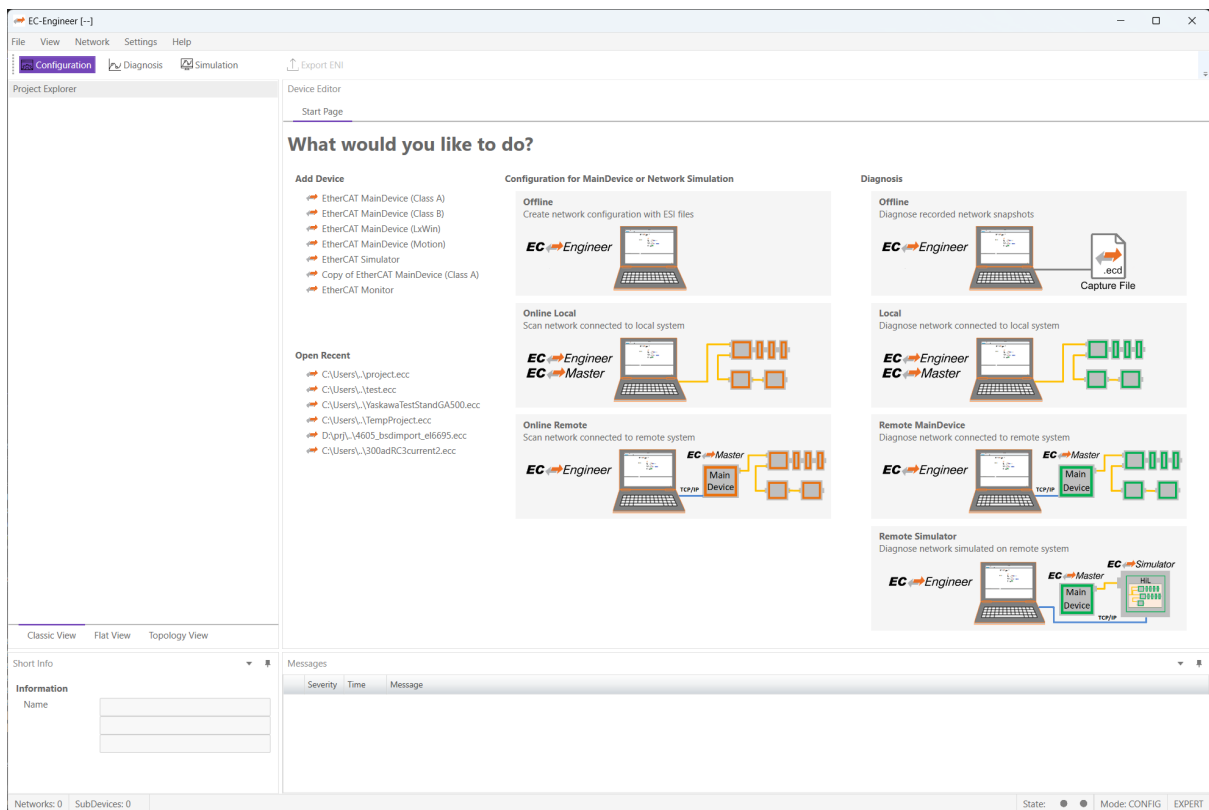 EC-Engineer [--]
File View Network Settings Help
Configuration Diagnosis Simulation Export ENI
Project Explorer
Device Editor
Start Page
What would you like to do?
Add Device
EtherCAT MainDevice (Class A)
EtherCAT MainDevice (Class B)
EtherCAT MainDevice (LxWin)
EtherCAT MainDevice (Motion)
EtherCAT Simulator
Copy of EtherCAT MainDevice (Class A)
EtherCAT Monitor
Open Recent
C:\Users\..\project.ecc
C:\Users\..\test.ecc
C:\Users\..\YaskawaTestStandGA500.ecc
C:\Users\..\TempProject.ecc
D:\prj\..\4605_bsdimport_el6695.ecc
C:\Users\..\300adRC3current2.ecc
Configuration for MainDevice or Network Simulation
Offline
Create network configuration with ESI files
EC Engineer
Online Local
Scan network connected to local system
EC Engineer
EC Master
Online Remote
Scan network connected to remote system
EC Master
EC Engineer
Main
Device
TCP/IP
Diagnosis
Offline
Diagnose recorded network snapshots
EC Engineer
.ecd
Capture File
Local
Diagnose network connected to local system
EC Engineer
EC Master
Remote MainDevice
Diagnose network connected to remote system
EC Master
EC Engineer
Main
Device
TCP/IP
Remote Simulator
Diagnose network simulated on remote system
EC Simulator
EC Master
EC Engineer
HiL
Main
Device
TCP/IP
Classic View Flat View Topology View
Short Info
Information
Name
Messages
Severity Time Message
Networks: 0 SubDevices: 0
State: Mode: CONFIG EXPERT